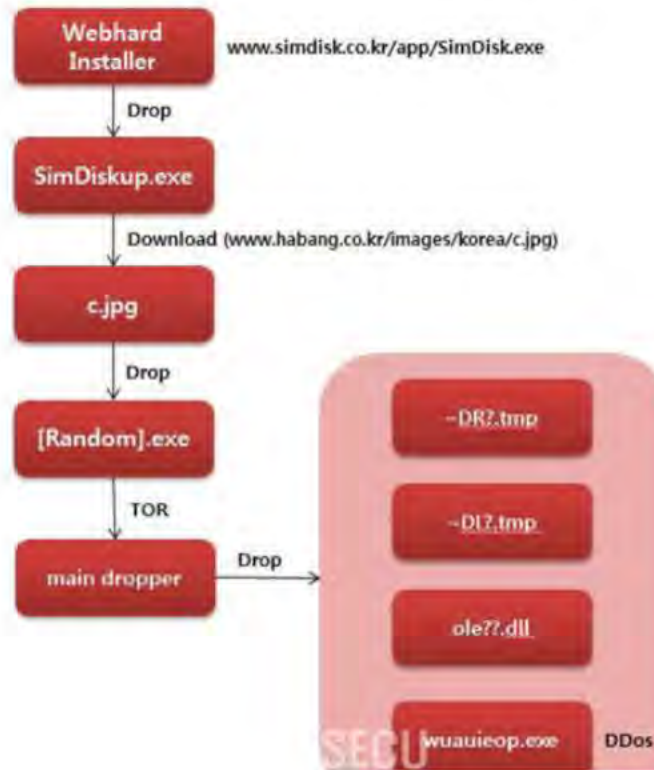 Webhard
Installer
www.simdisk.co.kr/app/SimDisk.exe
Drop
SimDiskup.exe
Download (www.habang.co.kr/images/korea/c.jpg)
c.jpg
Drop
[Random].exe
TOR
main dropper
Drop
~DR?.tmp
~DI?.tmp
ole??.dll
SECU
wuauieop.exe
DDos